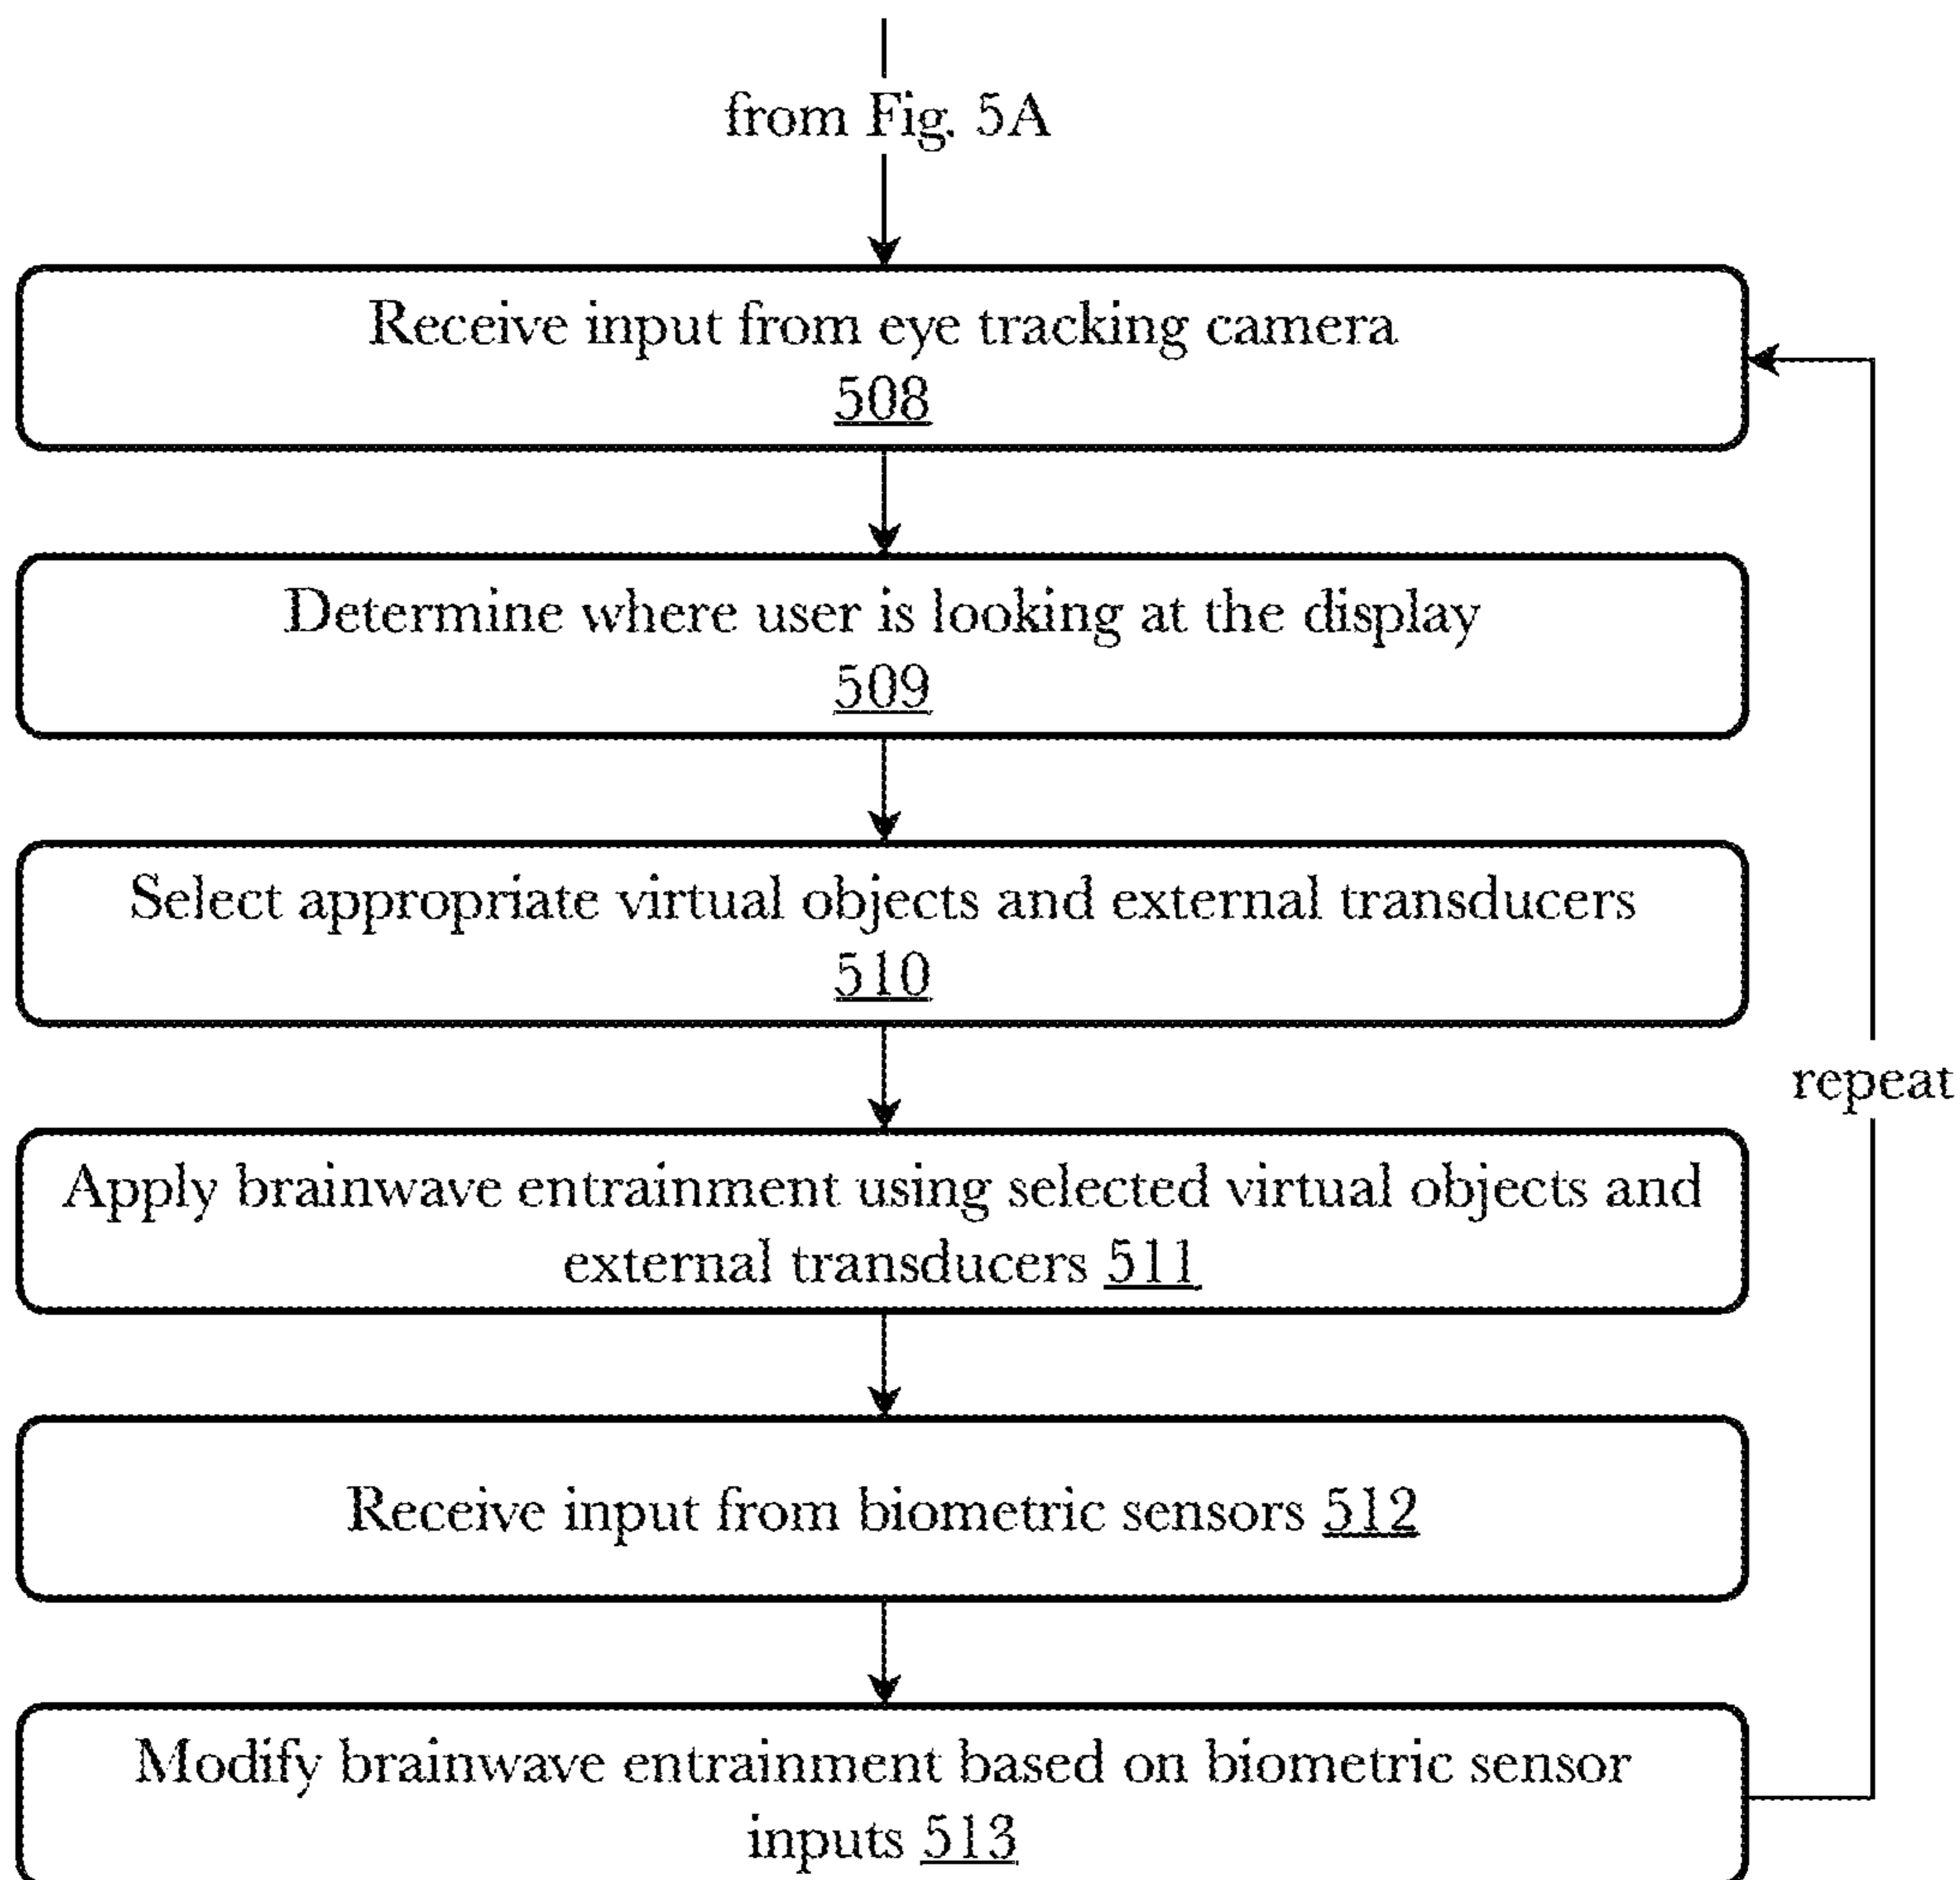 from Fig. 5A
Receive input from eye tracking camera
508
Determine where user is looking at the display
509
Select appropriate virtual objects and external transducers
510
Apply brainwave entrainment using selected virtual objects and
external transducers 511
repeat
Receive input from biometric sensors 512
Modify brainwave entrainment based on biometric sensor
inputs 513